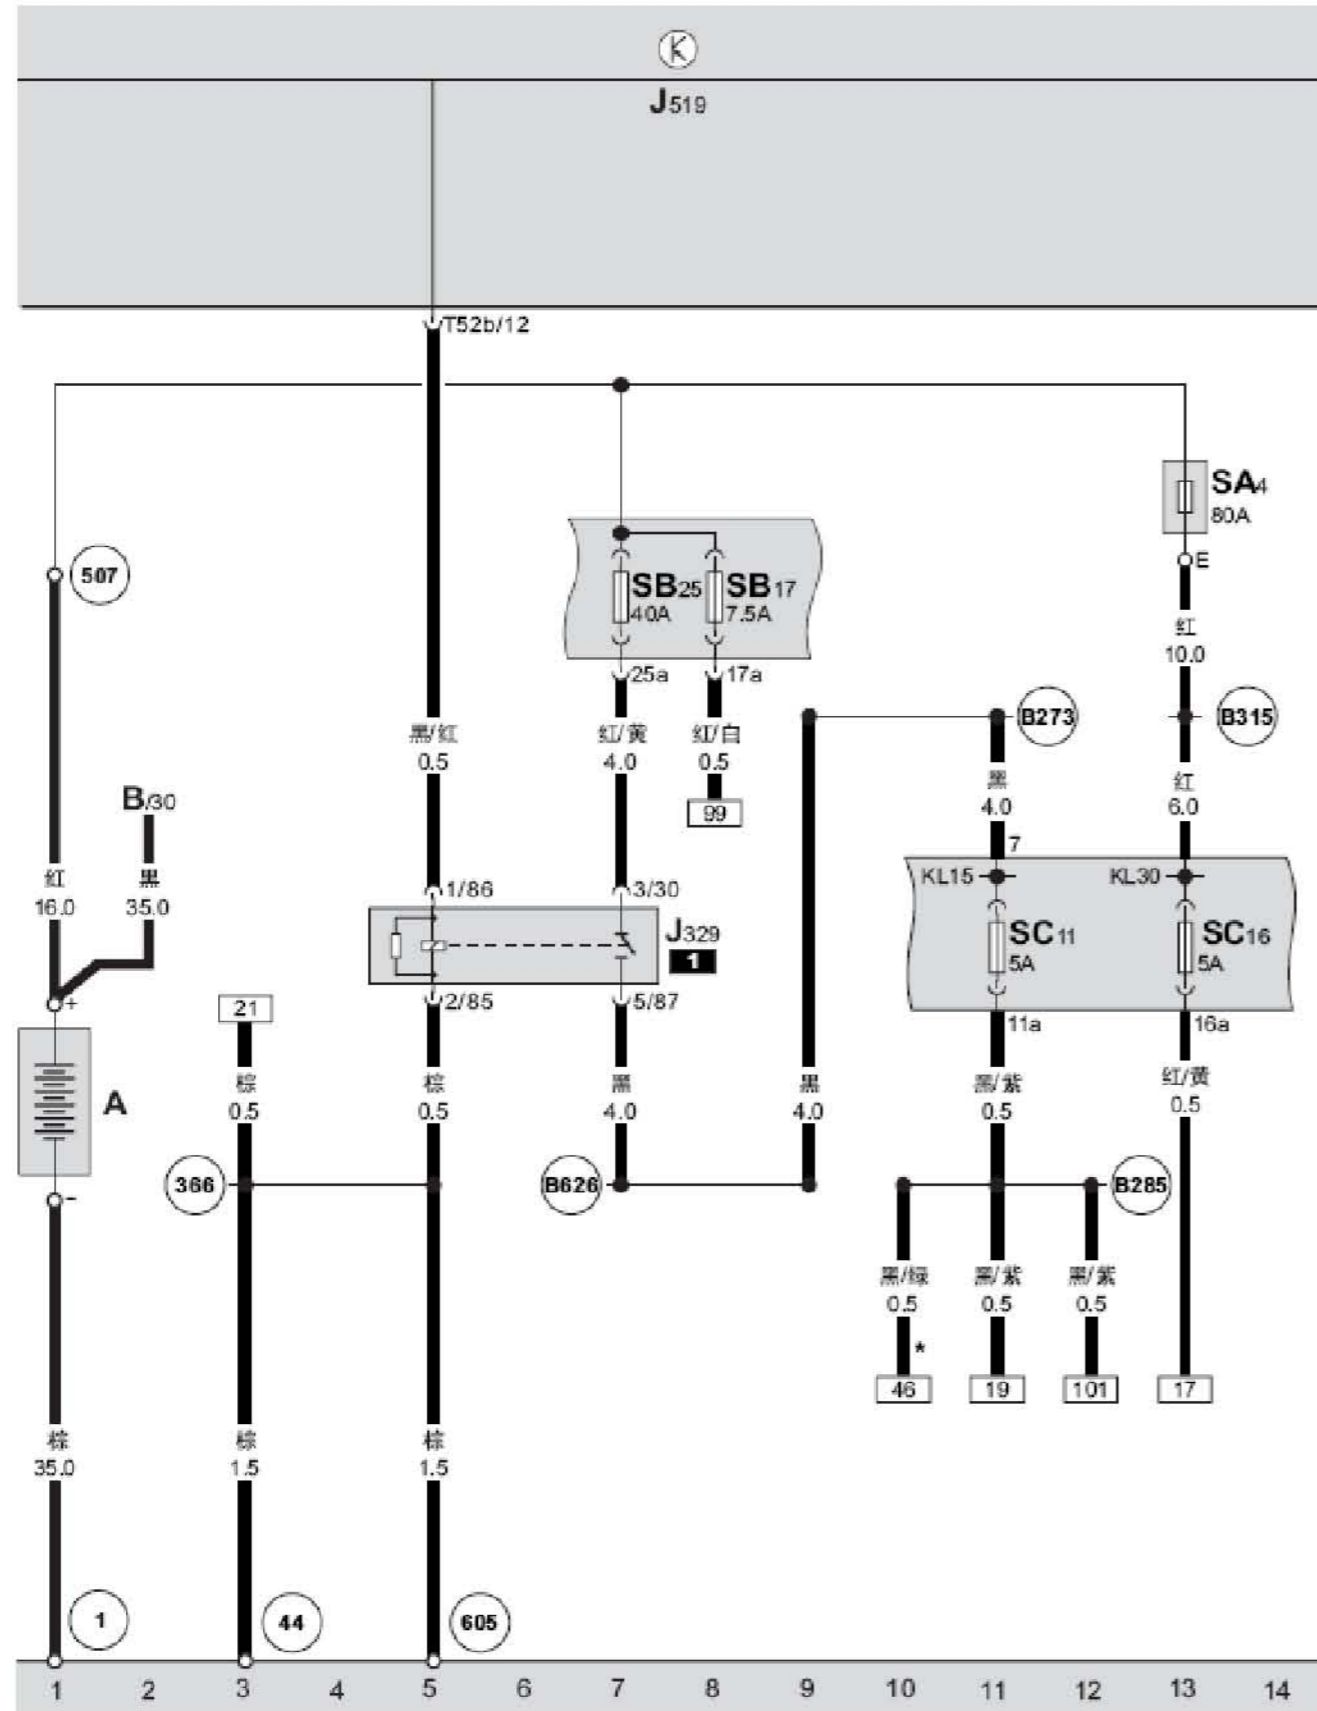 K
J519
T52b/12
SA4
80A
E
507
SB25
40A
SB17
7.5A
红
10.0
25a
17a
B273
B315
黑/红
0.5
红/黄
4.0
红/白
0.5
99
黑
4.0
7
红
6.0
B/30
红
16.0
黑
35.0
1/86
3/30
KL15
KL30
J329
1
SC11
5A
SC16
5A
+
21
2/85
5/87
11a
16a
A
棕
0.5
棕
0.5
黑
4.0
黑
4.0
黑/紫
0.5
红/黄
0.5
-
366
B626
B285
黑/绿
0.5
*
黑/紫
0.5
黑/紫
0.5
46
19
101
17
棕
35.0
棕
1.5
棕
1.5
1
44
605
1 2 3 4 5 6 7 8 9 10 11 12 13 14